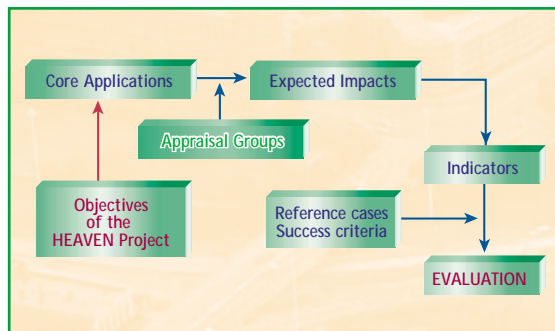 Core Applications
Expected Impacts
Appraisal Groups
Indicators
Objectives
of the
HEAVEN Project
Reference cases
Success criteria
EVALUATION